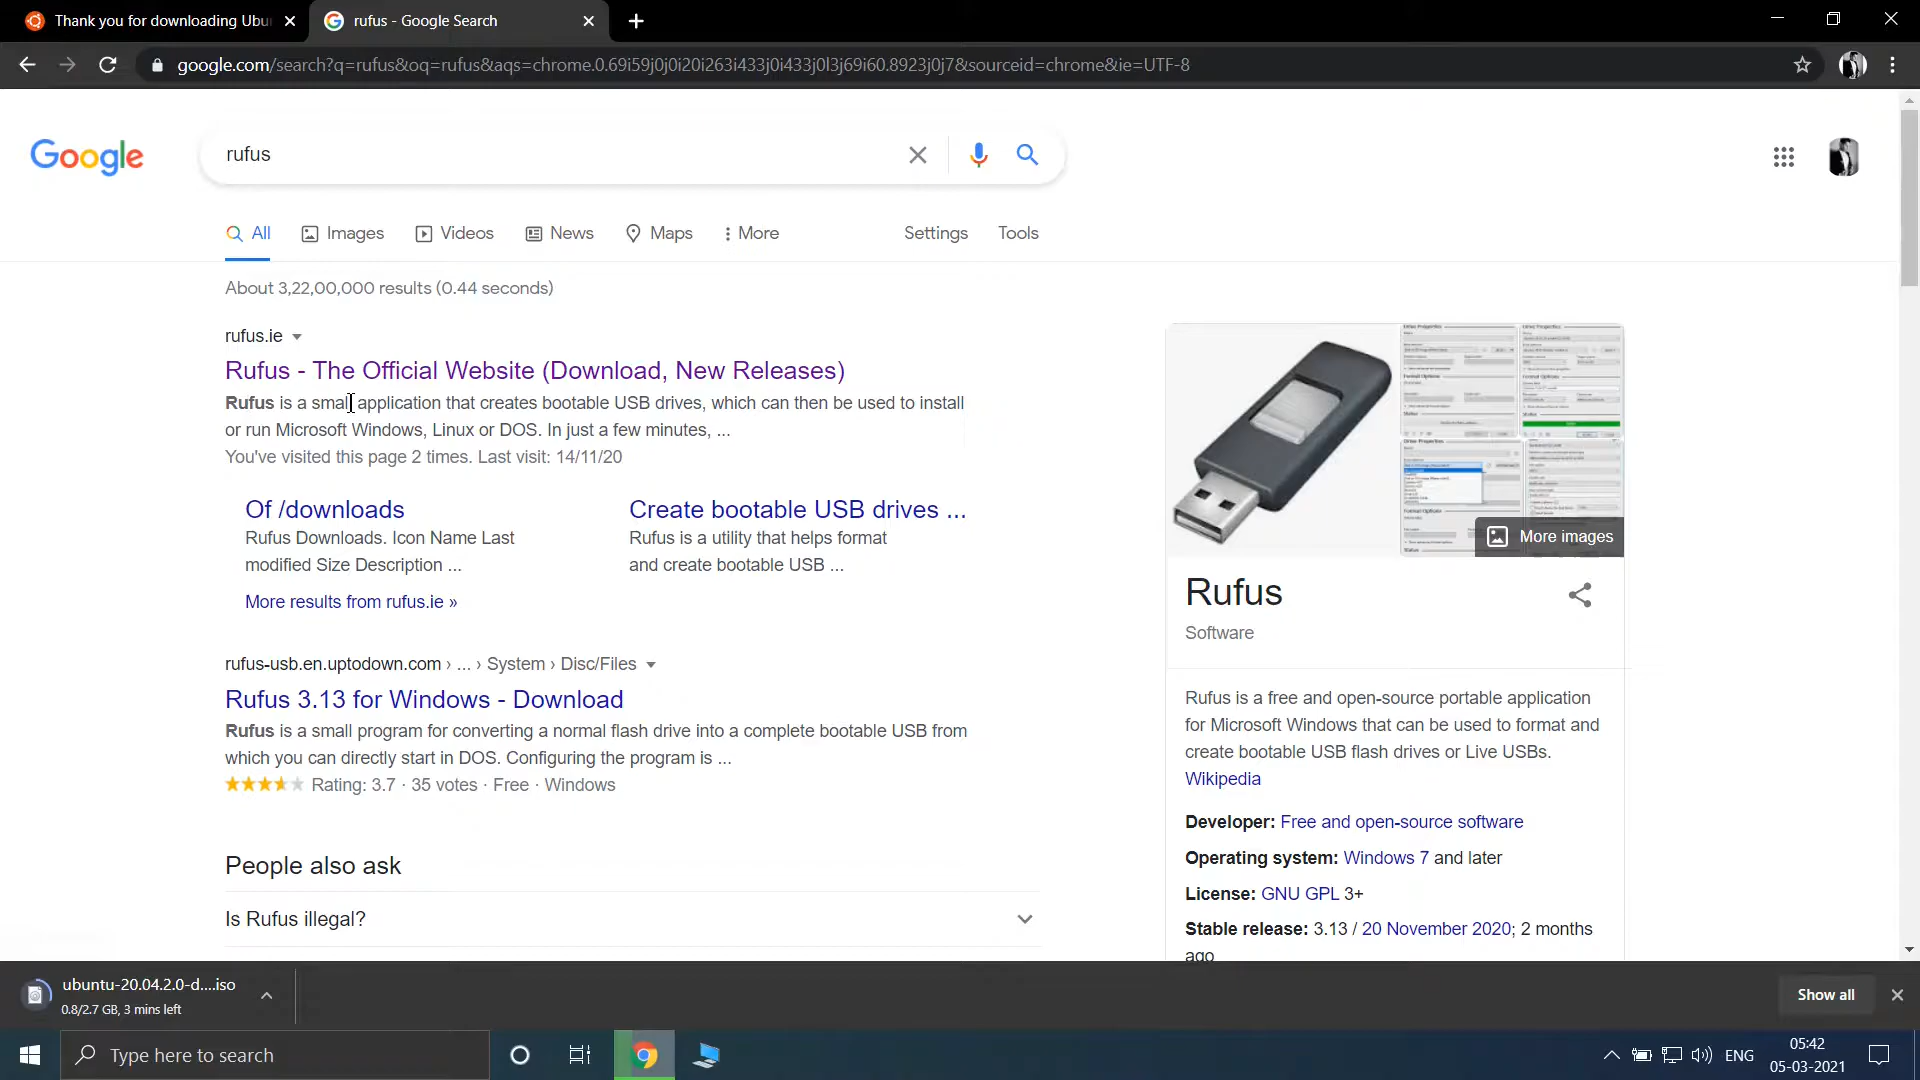 Thank you for downloading Ubu
rufus - Google Search
google.com/search?q=rufus&oq=rufus&aqs=chrome.0.69i59j0j0i20i263i433j0i433j0l3j69i60.8923j0j7&sourceid=chrome&ie=UTF-8
Google
rufus
All
Images
Videos
News
Maps
More
Settings
Tools
About 3,22,00,000 results (0.44 seconds)
rufus.ie
Rufus - The Official Website (Download, New Releases)
Rufus is a small application that creates bootable USB drives, which can then be used to install
or run Microsoft Windows, Linux or DOS. In just a few minutes, ...
You've visited this page 2 times. Last visit: 14/11/20
Of /downloads
Rufus Downloads. Icon Name Last
modified Size Description ...
Create bootable USB drives ...
Rufus is a utility that helps format
and create bootable USB ...
More results from rufus.ie »
rufus-usb.en.uptodown.com › ... › System › Disc/Files
Rufus 3.13 for Windows - Download
Rufus is a small program for converting a normal flash drive into a complete bootable USB from
which you can directly start in DOS. Configuring the program is ...
Rating: 3.7 · 35 votes · Free · Windows
People also ask
Is Rufus illegal?
More images
Rufus
Software
Rufus is a free and open-source portable application
for Microsoft Windows that can be used to format and
create bootable USB flash drives or Live USBs.
Wikipedia
Developer: Free and open-source software
Operating system: Windows 7 and later
License: GNU GPL 3+
Stable release: 3.13 / 20 November 2020; 2 months
ago
ubuntu-20.04.2.0-d....iso
0.8/2.7 GB, 3 mins left
Show all
Type here to search
ENG
05:42
05-03-2021